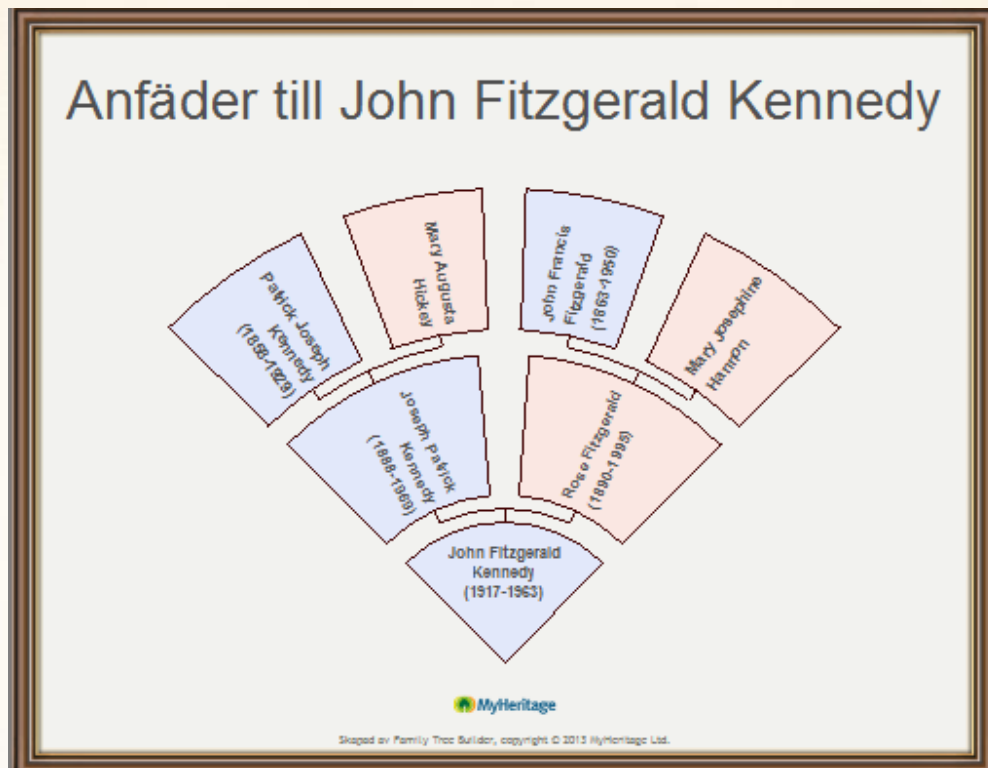 Anfäder till John Fitzgerald Kennedy
Patrick Joseph
Kennedy
(1858-1929)
Mary Augusta
Hickey
John Francis
Fitzgerald
(1863-1950)
Mary Josephine
Hannon
Joseph Patrick
Kennedy
(1888-1969)
Rose Fitzgerald
(1890-1995)
John Fitzgerald
Kennedy
(1917-1963)
MyHeritage
Skapad av Family Tree Builder, copyright © 2013 MyHeritage Ltd.